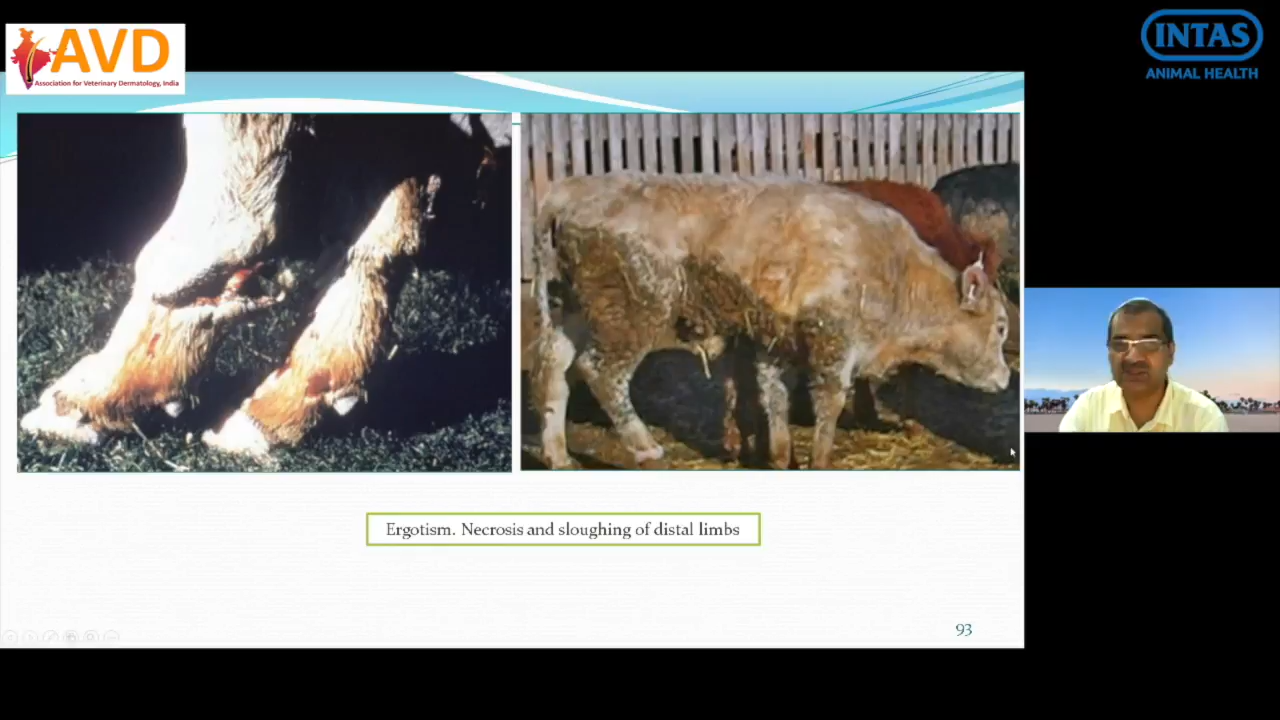 AVD
Association for Veterinary Dermatology, India
INTAS
ANIMAL HEALTH
Ergotism. Necrosis and sloughing of distal limbs
93